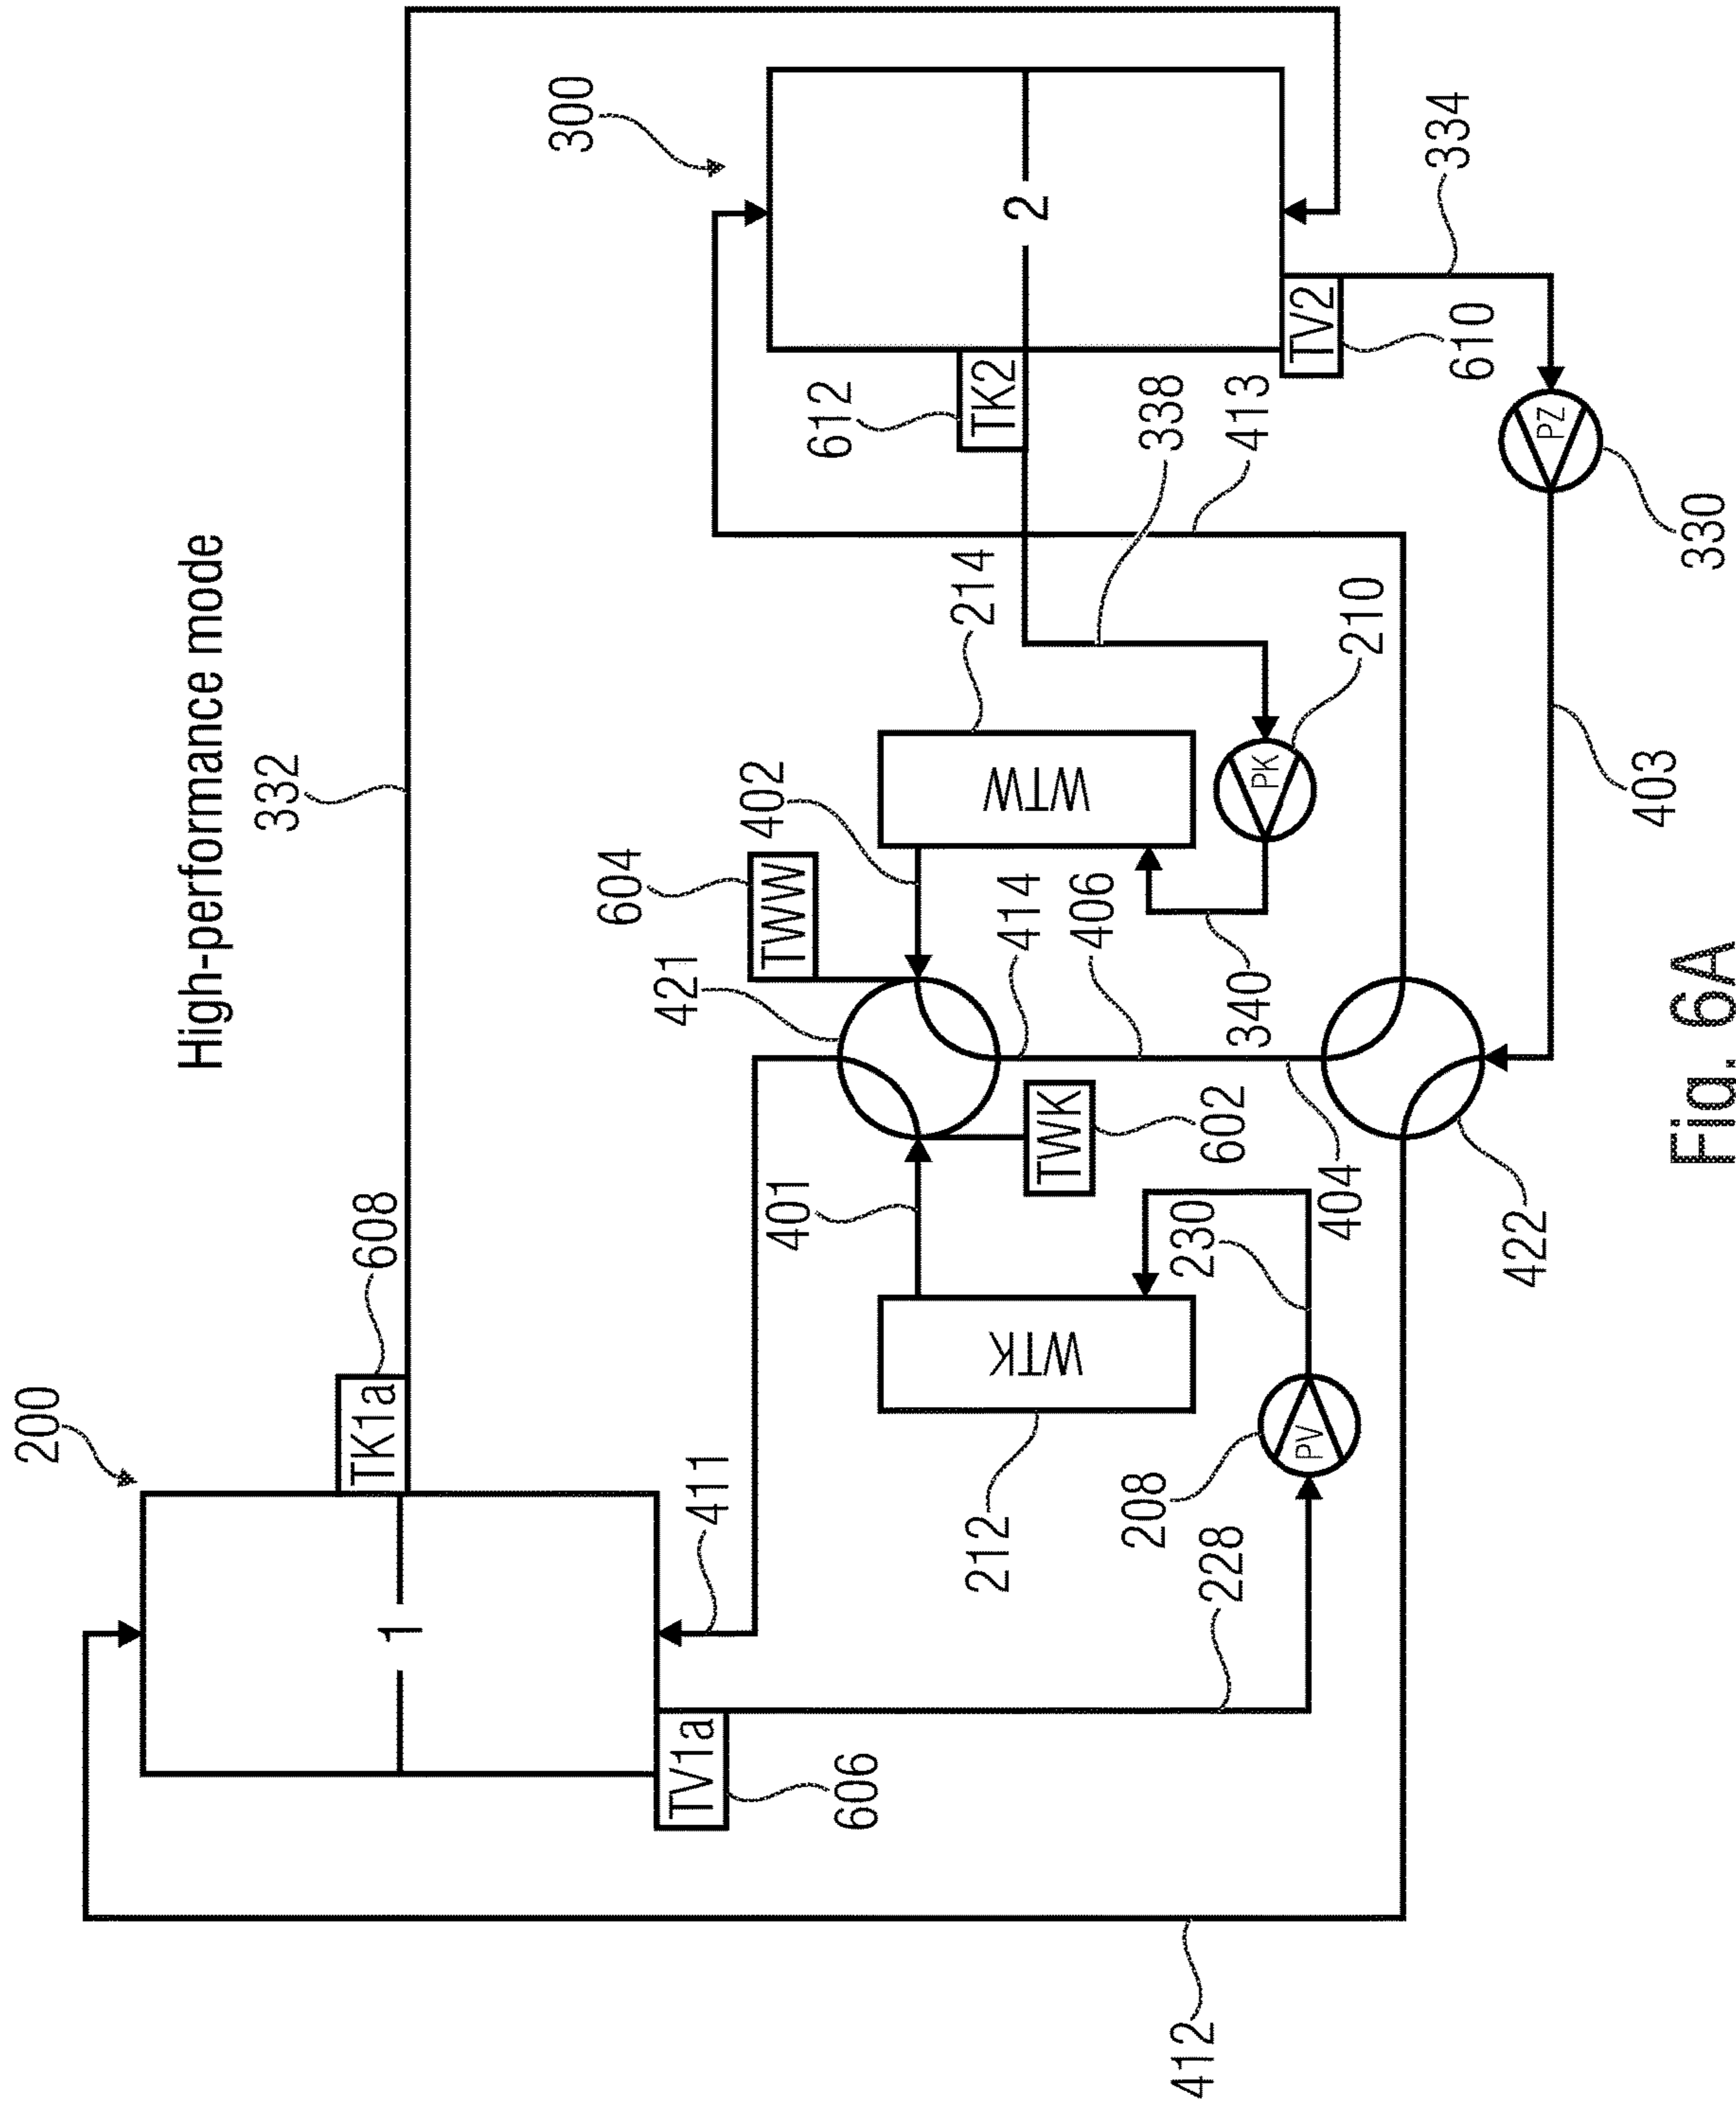 200
High-performance mode
332
TK1a
608
1
300
604
421
TV1a
411
402
TWWW
401
612
606
214
212
TK2
414
2
WTK
WTW
TWK
406
208
338
412
230
228
602
413
340
PK
PV
TV2
404
210
334
610
422
PZ
403
330
Fig. 6A